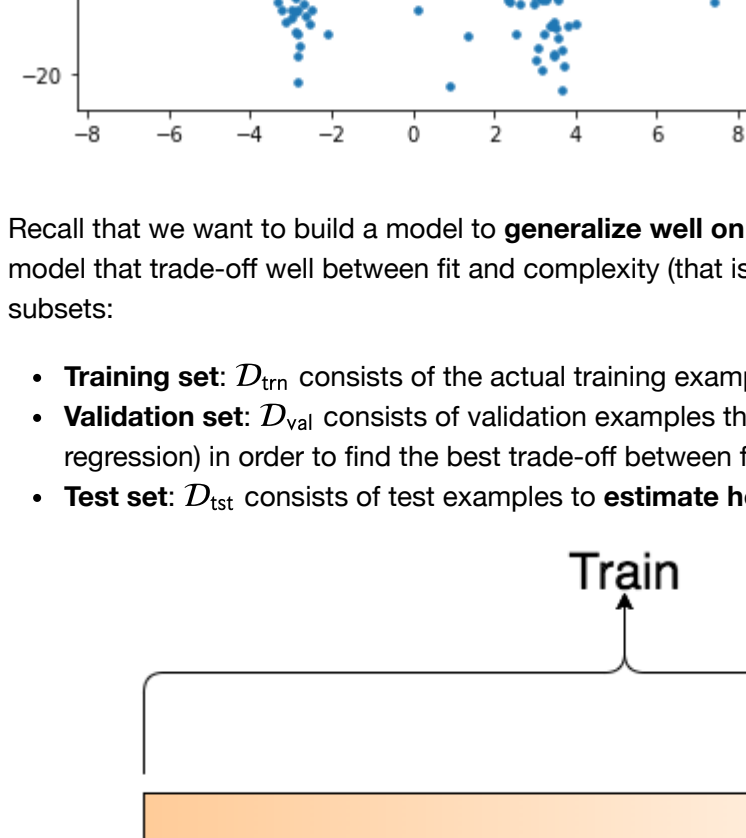 −20
−8 −6 −4 −2 0 2 4 6 8
Recall that we want to build a model to generalize well on
model that trade-off well between fit and complexity (that is
subsets:
• Training set: 𝒟trn consists of the actual training examp
• Validation set: 𝒟val consists of validation examples th
regression) in order to find the best trade-off between f
• Test set: 𝒟tst consists of test examples to estimate h
Train